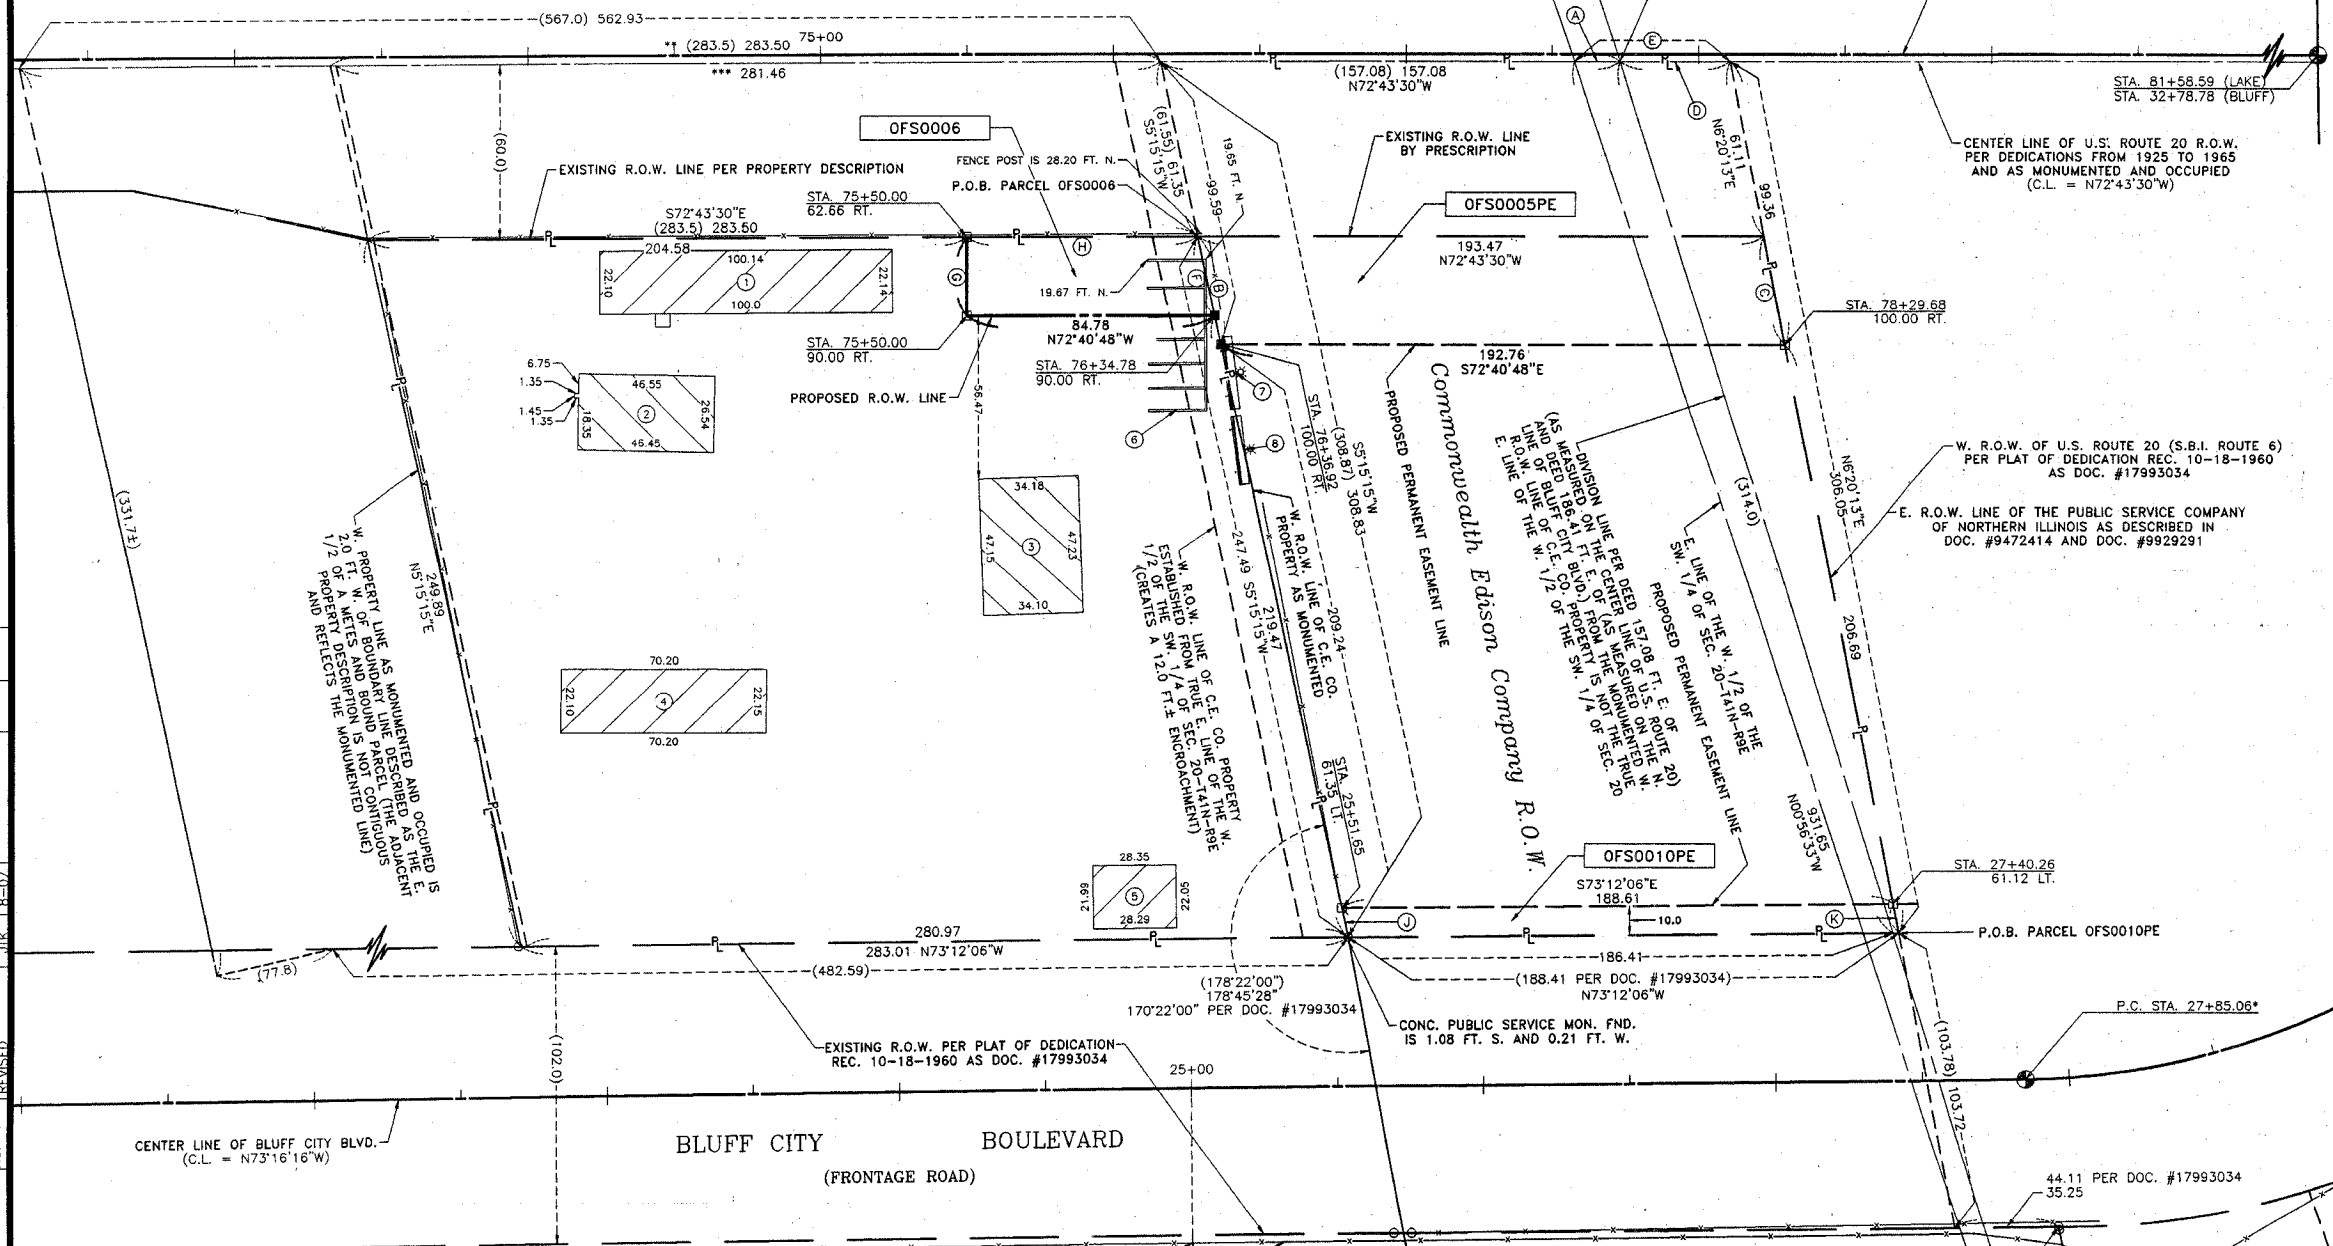 (567.0) 562.93
75+00
** (283.5) 283.50
*** 281.46
(157.08) 157.08
N72°43'30"W
A
E
D
STA. 81+58.59 (LAKE)
STA. 32+78.78 (BLUFF)
(60.0)
OFS0006
FENCE POST IS 28.20 FT. N.
P.O.B. PARCEL OFS0006
EXISTING R.O.W. LINE PER PROPERTY DESCRIPTION
STA. 75+50.00
62.66 RT.
S72°43'30"E
(283.5) 283.50
204.58
(61.55) 61.35
S5°15'15"W
99.59
19.65 FT. N.
EXISTING R.O.W. LINE
BY PRESCRIPTION
OFS0005PE
193.47
N72°43'30"W
61.11
N6°20'13"E
99.36
CENTER LINE OF U.S. ROUTE 20 R.O.W.
PER DEDICATIONS FROM 1925 TO 1965
AND AS MONUMENTED AND OCCUPIED
(C.L. = N72°43'30"W)
100.14
22.10
1
22.14
100.0
G
H
F
B
C
19.67 FT. N.
84.78
N72°40'48"W
STA. 75+50.00
90.00 RT.
STA. 76+34.78
90.00 RT.
PROPOSED R.O.W. LINE
192.76
S72°40'48"E
STA. 78+29.68
100.00 RT.
6.75
1.35
1.45
1.35
46.55
18.35
2
26.54
46.45
56.47
6
7
8
STA. 76+36.92
100.00 RT.
S5°15'15"W
(308.87) 308.83
PROPOSED PERMANENT EASEMENT LINE
Commonwealth Edison Company R.O.W.
DIVISION LINE PER DEED 157.08 FT. E. OF
(AS MEASURED ON THE CENTER LINE OF U.S. ROUTE 20)
AND DEED 186.41 FT. E. OF (AS MEASURED ON THE N.
LINE OF BLUFF CITY BLVD.) FROM THE MONUMENTED W.
R.O.W. LINE OF C.E. CO. PROPERTY IS NOT THE TRUE
E. LINE OF THE W. 1/2 OF THE SW. 1/4 OF SEC. 20
E. LINE OF THE W. 1/2 OF THE
SW. 1/4 OF SEC. 20-T41N-R9E
PROPOSED PERMANENT EASEMENT LINE
(314.0)
N6°20'13"E
306.05
W. R.O.W. OF U.S. ROUTE 20 (S.B.I. ROUTE 6)
PER PLAT OF DEDICATION REC. 10-18-1960
AS DOC. #17993034
E. R.O.W. LINE OF THE PUBLIC SERVICE COMPANY
OF NORTHERN ILLINOIS AS DESCRIBED IN
DOC. #9472414 AND DOC. #9929291
206.69
(331.7±)
W. PROPERTY LINE AS MONUMENTED AND OCCUPIED IS
2.0 FT. W. OF BOUNDARY LINE DESCRIBED AS THE E.
1/2 OF A METES AND BOUND PARCEL (THE ADJACENT
PROPERTY DESCRIPTION IS NOT CONTIGUOUS
AND REFLECTS THE MONUMENTED LINE)
249.89
N5°15'15"E
34.18
47.15
3
47.23
34.10
W. R.O.W. LINE OF C.E. CO. PROPERTY
ESTABLISHED FROM TRUE E. LINE OF THE W.
1/2 OF THE SW. 1/4 OF SEC. 20-T41N-R9E
(CREATES A 12.0 FT.± ENCROACHMENT)
247.49 S5°15'15"W
219.47
W. R.O.W. LINE OF C.E. CO.
PROPERTY AS MONUMENTED
209.24
70.20
22.10
4
22.15
70.20
STA. 25+51.65
61.35 LT.
931.65
N00°56'33"W
28.35
21.99
5
22.05
28.29
OFS0010PE
S73°12'06"E
188.61
10.0
J
K
STA. 27+40.26
61.12 LT.
P.O.B. PARCEL OFS0010PE
280.97
283.01 N73°12'06"W
(77.8)
(482.59)
186.41
(188.41 PER DOC. #17993034)
N73°12'06"W
(178°22'00")
178°45'28"
170°22'00" PER DOC. #17993034
CONC. PUBLIC SERVICE MON. FND.
IS 1.08 FT. S. AND 0.21 FT. W.
P.C. STA. 27+85.06*
(103.78) 103.72
EXISTING R.O.W. PER PLAT OF DEDICATION
REC. 10-18-1960 AS DOC. #17993034
(102.0)
25+00
CENTER LINE OF BLUFF CITY BLVD.
(C.L. = N73°16'16"W)
BLUFF CITY BOULEVARD
(FRONTAGE ROAD)
44.11 PER DOC. #17993034
35.25
REVISED